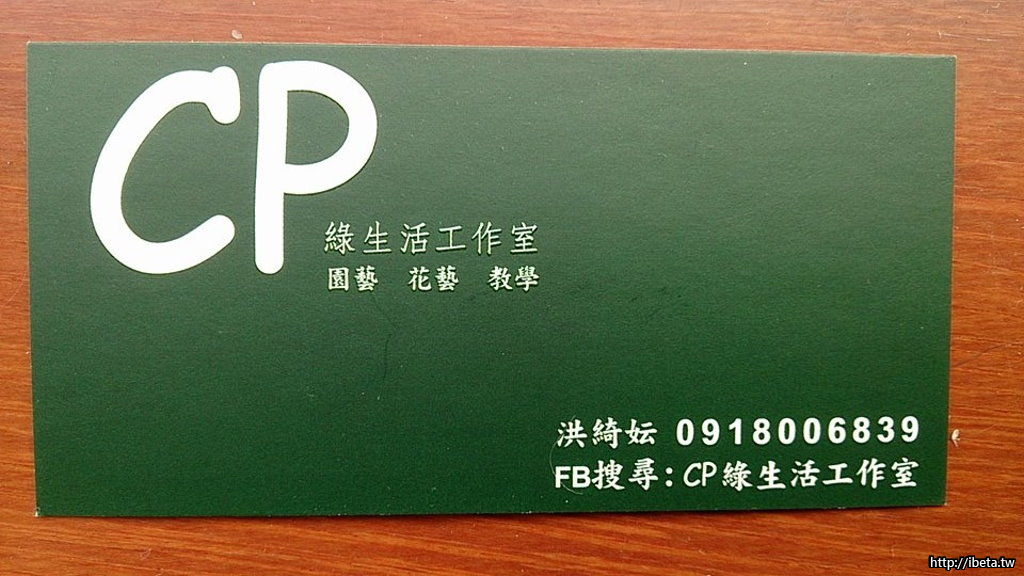 CP
綠生活工作室
園藝 花藝 教學
洪綺妘 0918006839
FB搜尋:CP綠生活工作室
http://ibeta.tw